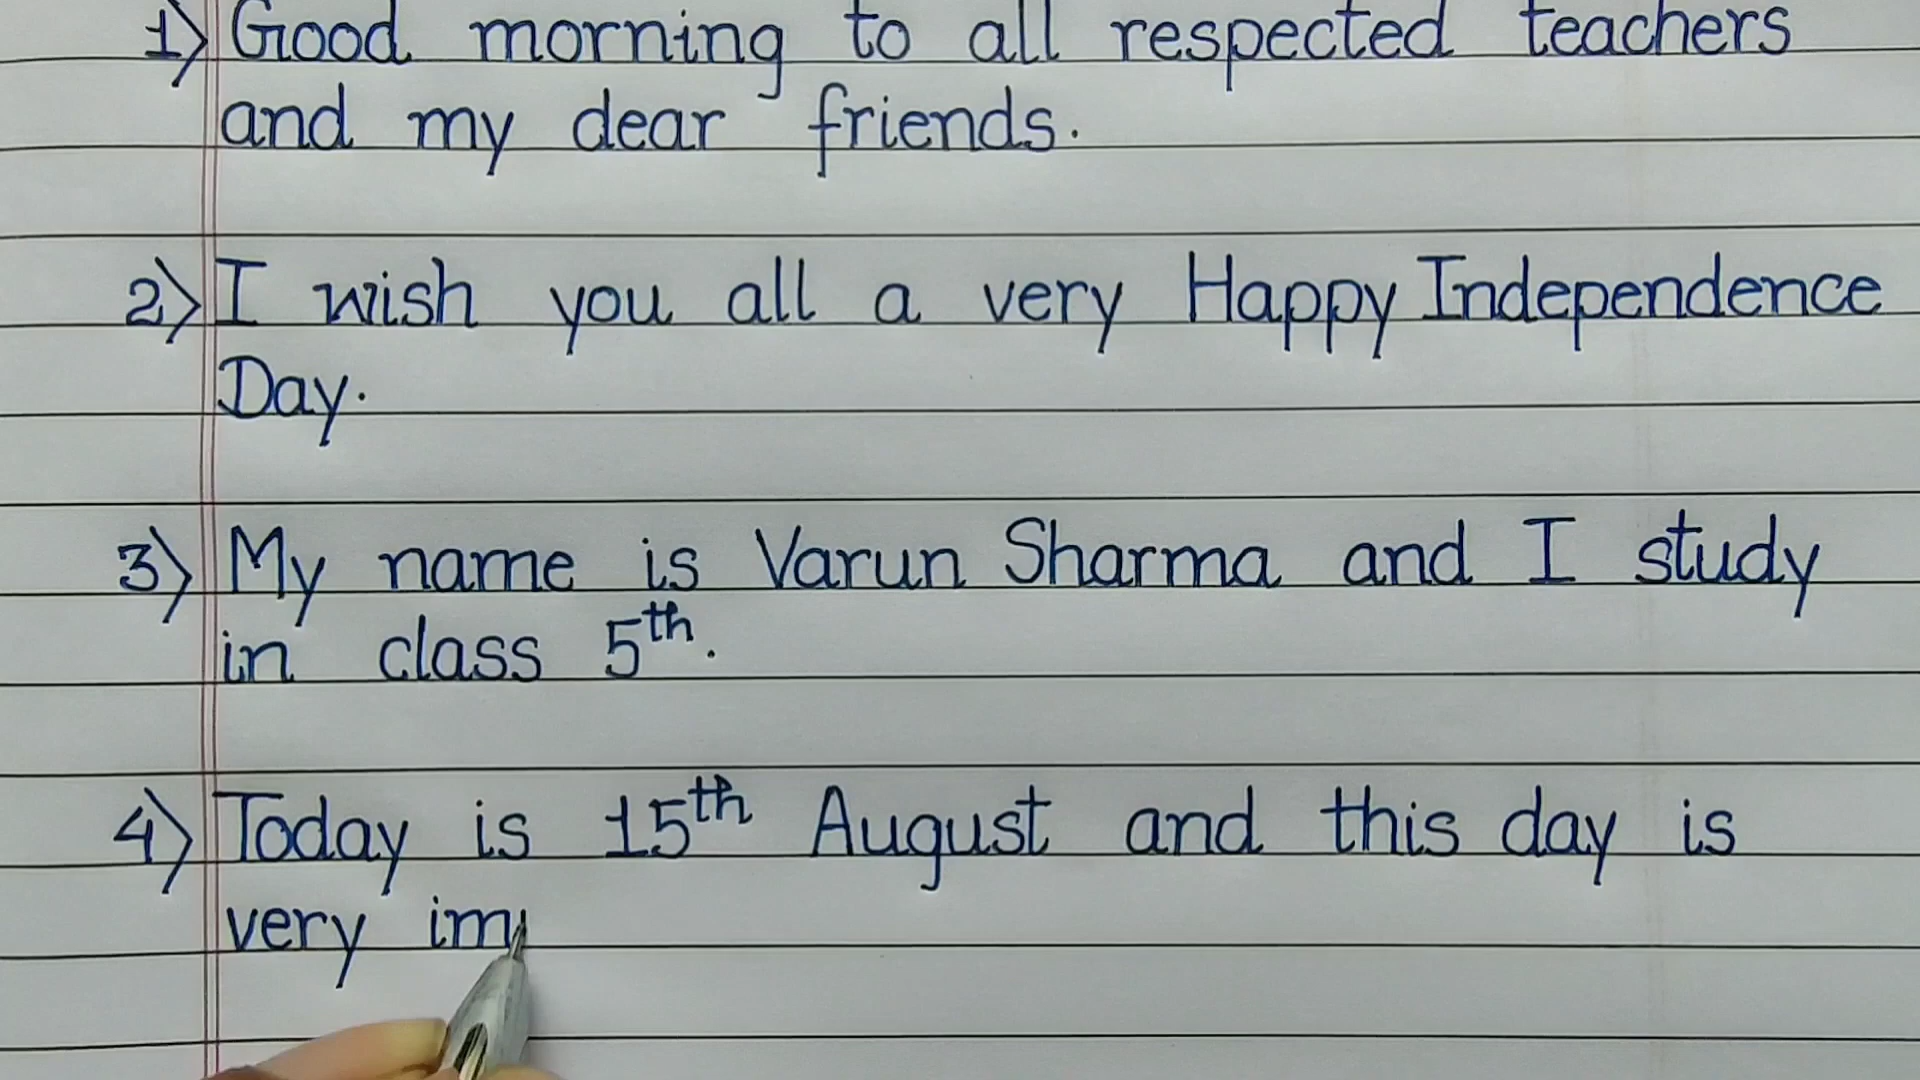 1) Good morning to all respected teachers
and my dear friends.
2) I wish you all a very Happy Independence
Day.
3) My name is Varun Sharma and I study
in class 5th.
4) Today is 15th August and this day is
very im